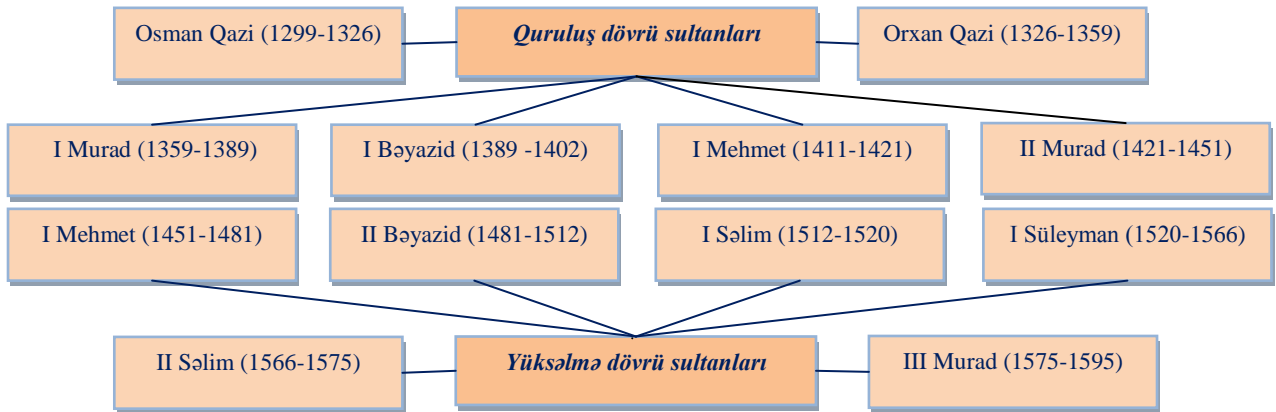 Osman Qazi (1299-1326)
Quruluş dövrü sultanları
Orxan Qazi (1326-1359)
I Murad (1359-1389)
I Bəyazid (1389 -1402)
I Mehmet (1411-1421)
II Murad (1421-1451)
I Mehmet (1451-1481)
II Bəyazid (1481-1512)
I Səlim (1512-1520)
I Süleyman (1520-1566)
II Səlim (1566-1575)
Yüksəlmə dövrü sultanları
III Murad (1575-1595)